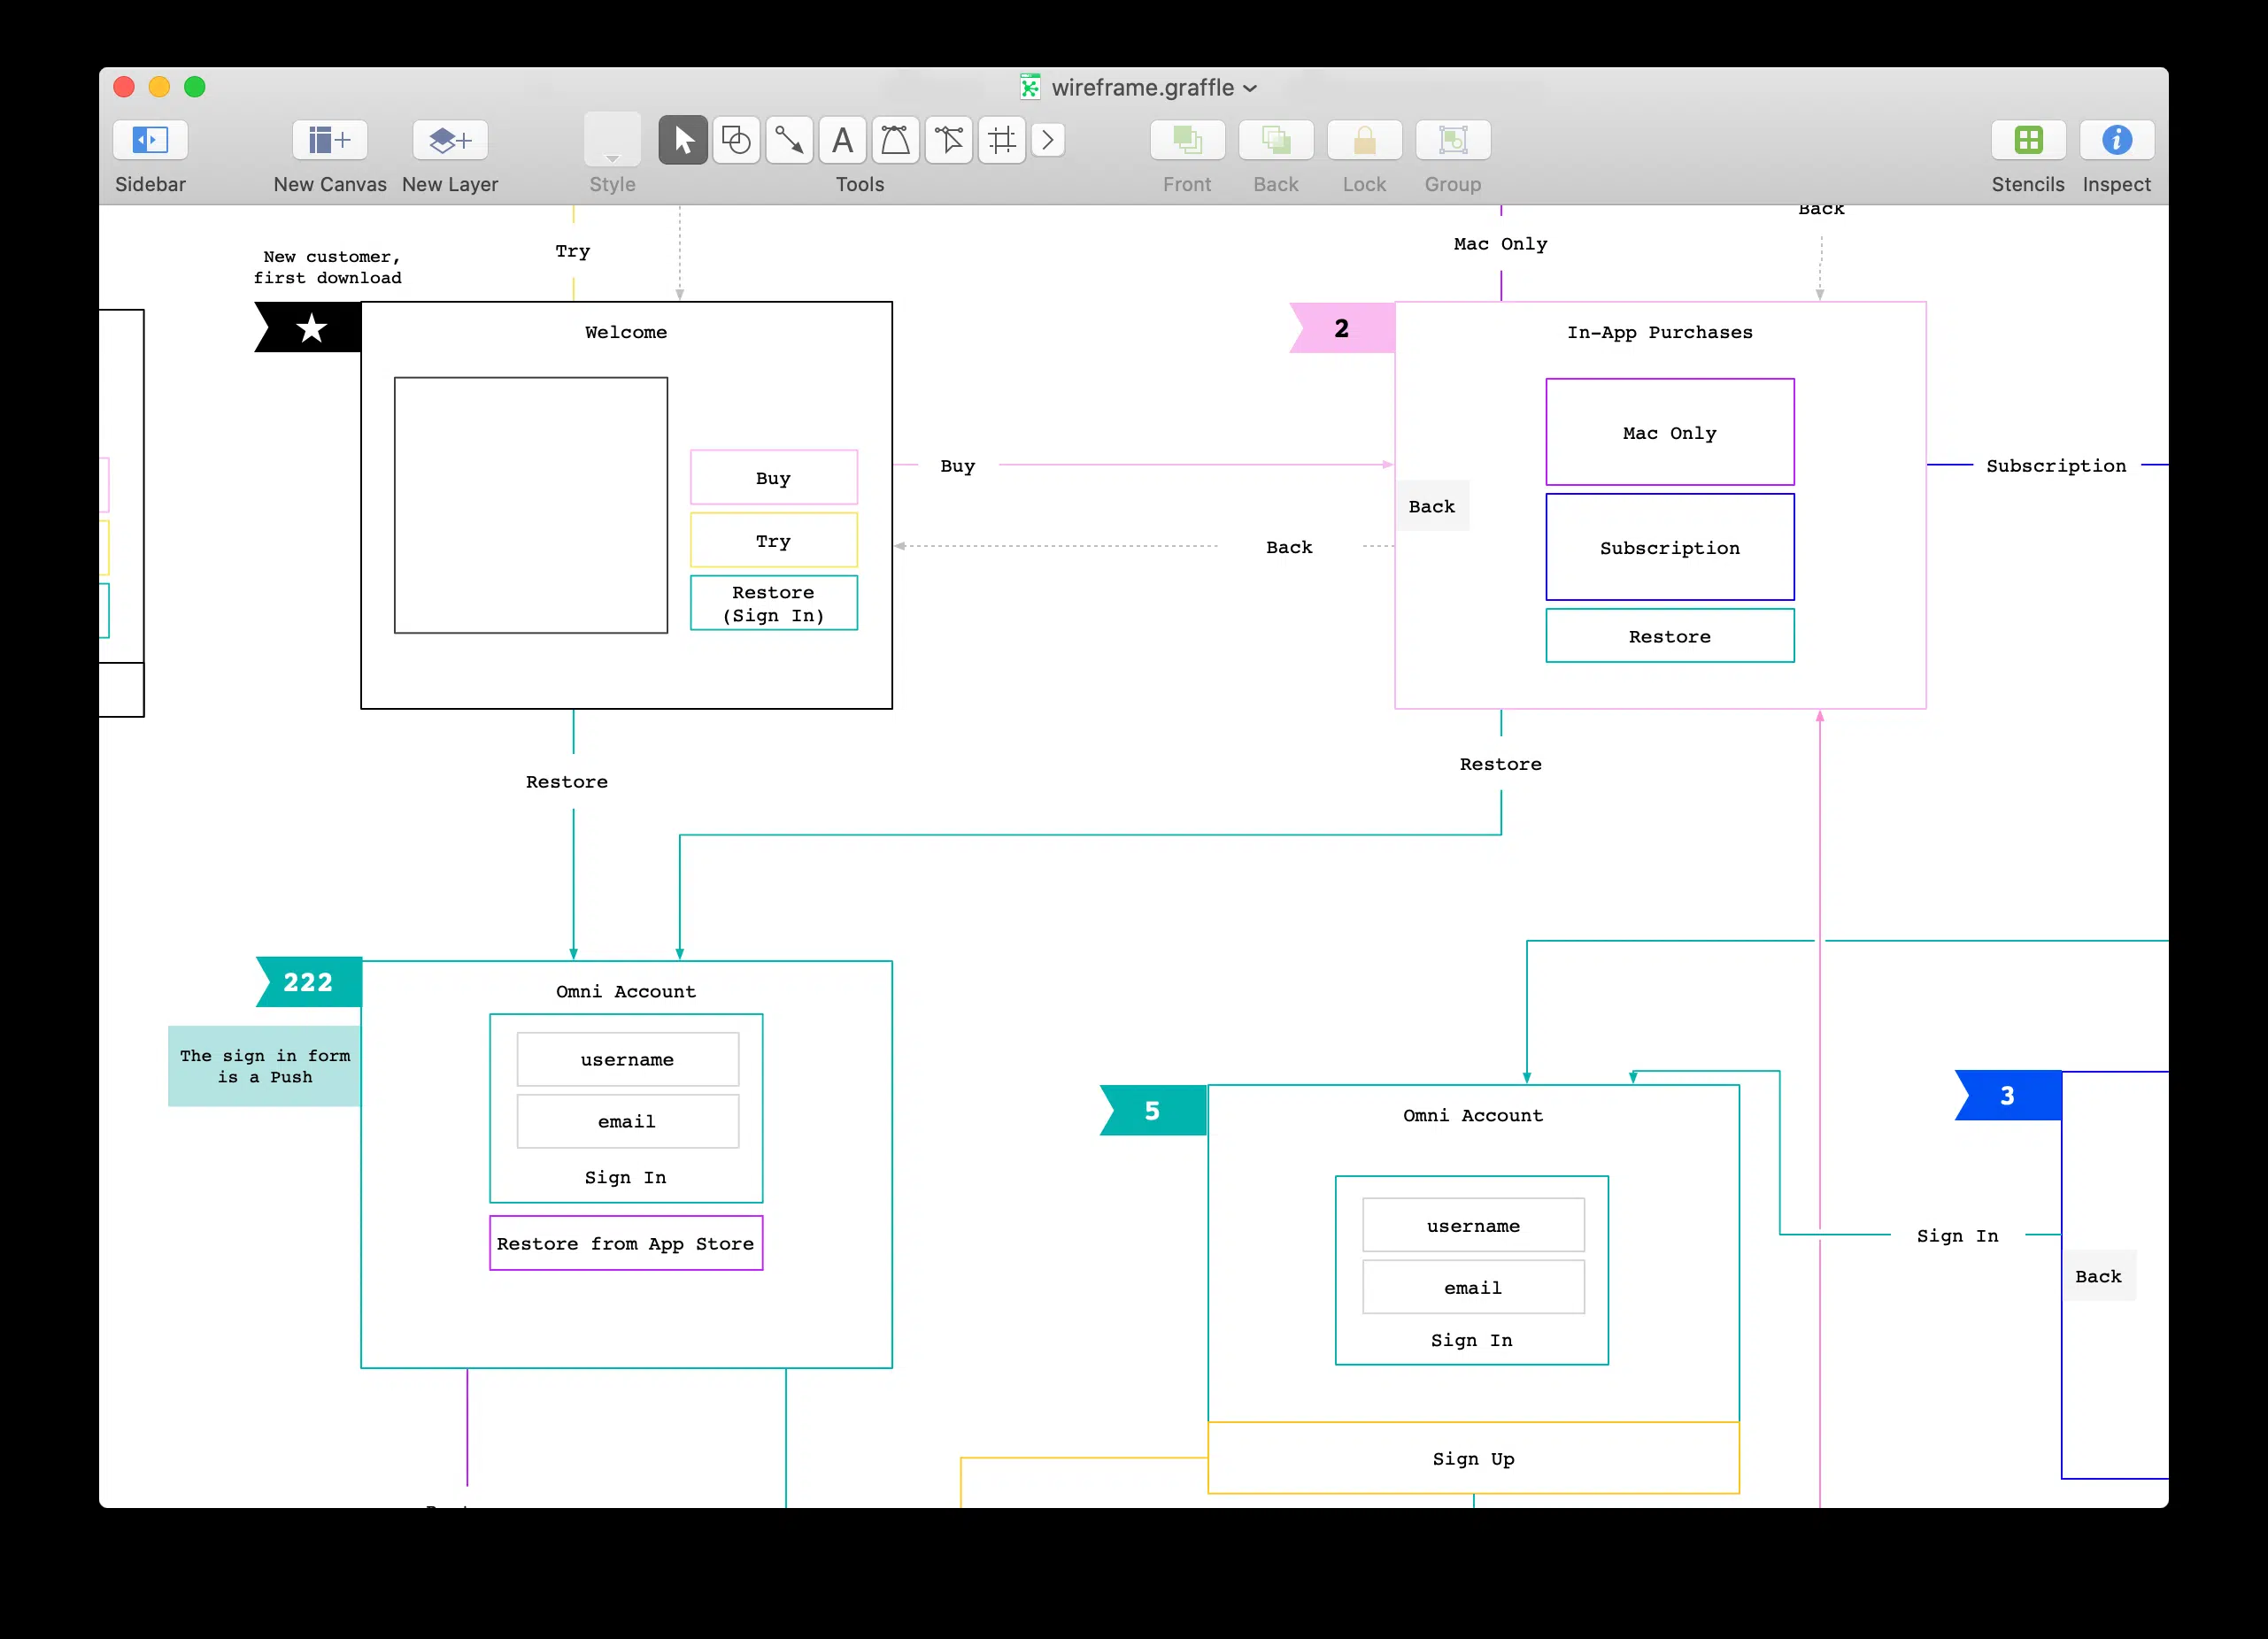 wireframe.graffle
Sidebar
New Canvas
New Layer
Style
Tools
Front
Back
Lock
Group
Stencils
Inspect
New customer,
first download
Try
Mac Only
Back
Welcome
Buy
Try
Restore
(Sign In)
Buy
Back
2
In-App Purchases
Mac Only
Subscription
Restore
Back
Subscription
Restore
Restore
222
Omni Account
The sign in form
is a Push
username
email
Sign In
Restore from App Store
5
Omni Account
username
email
Sign In
Sign Up
Sign In
3
Back